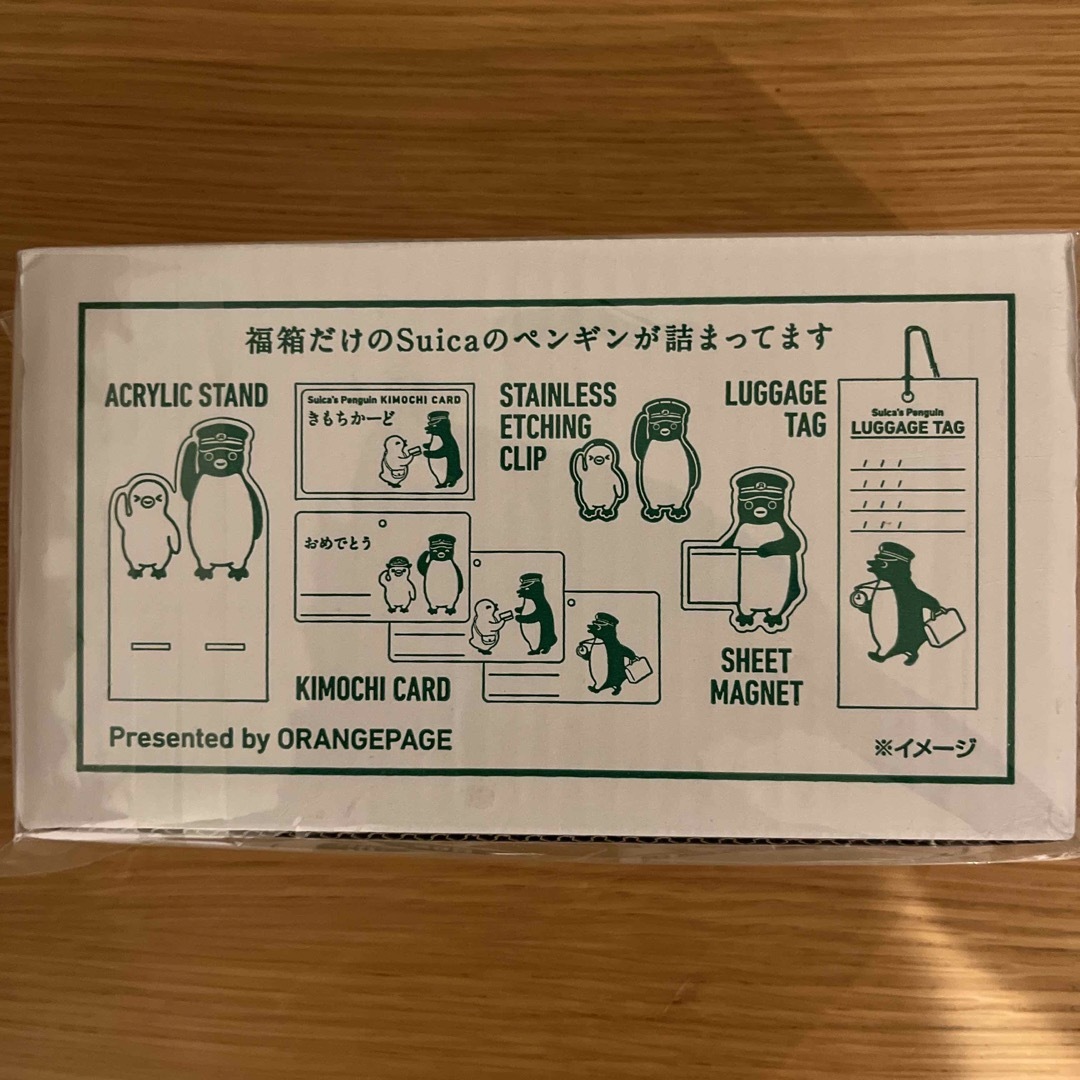 福箱だけのSuicaのペンギンが詰まってます
ACRYLIC STAND
Suica's Penguin KIMOCHI CARD
きもちかーど
おめでとう
KIMOCHI CARD
STAINLESS
ETCHING
CLIP
LUGGAGE
TAG
SHEET
MAGNET
Suica's Penguin
LUGGAGE TAG
Presented by ORANGEPAGE
※イメージ